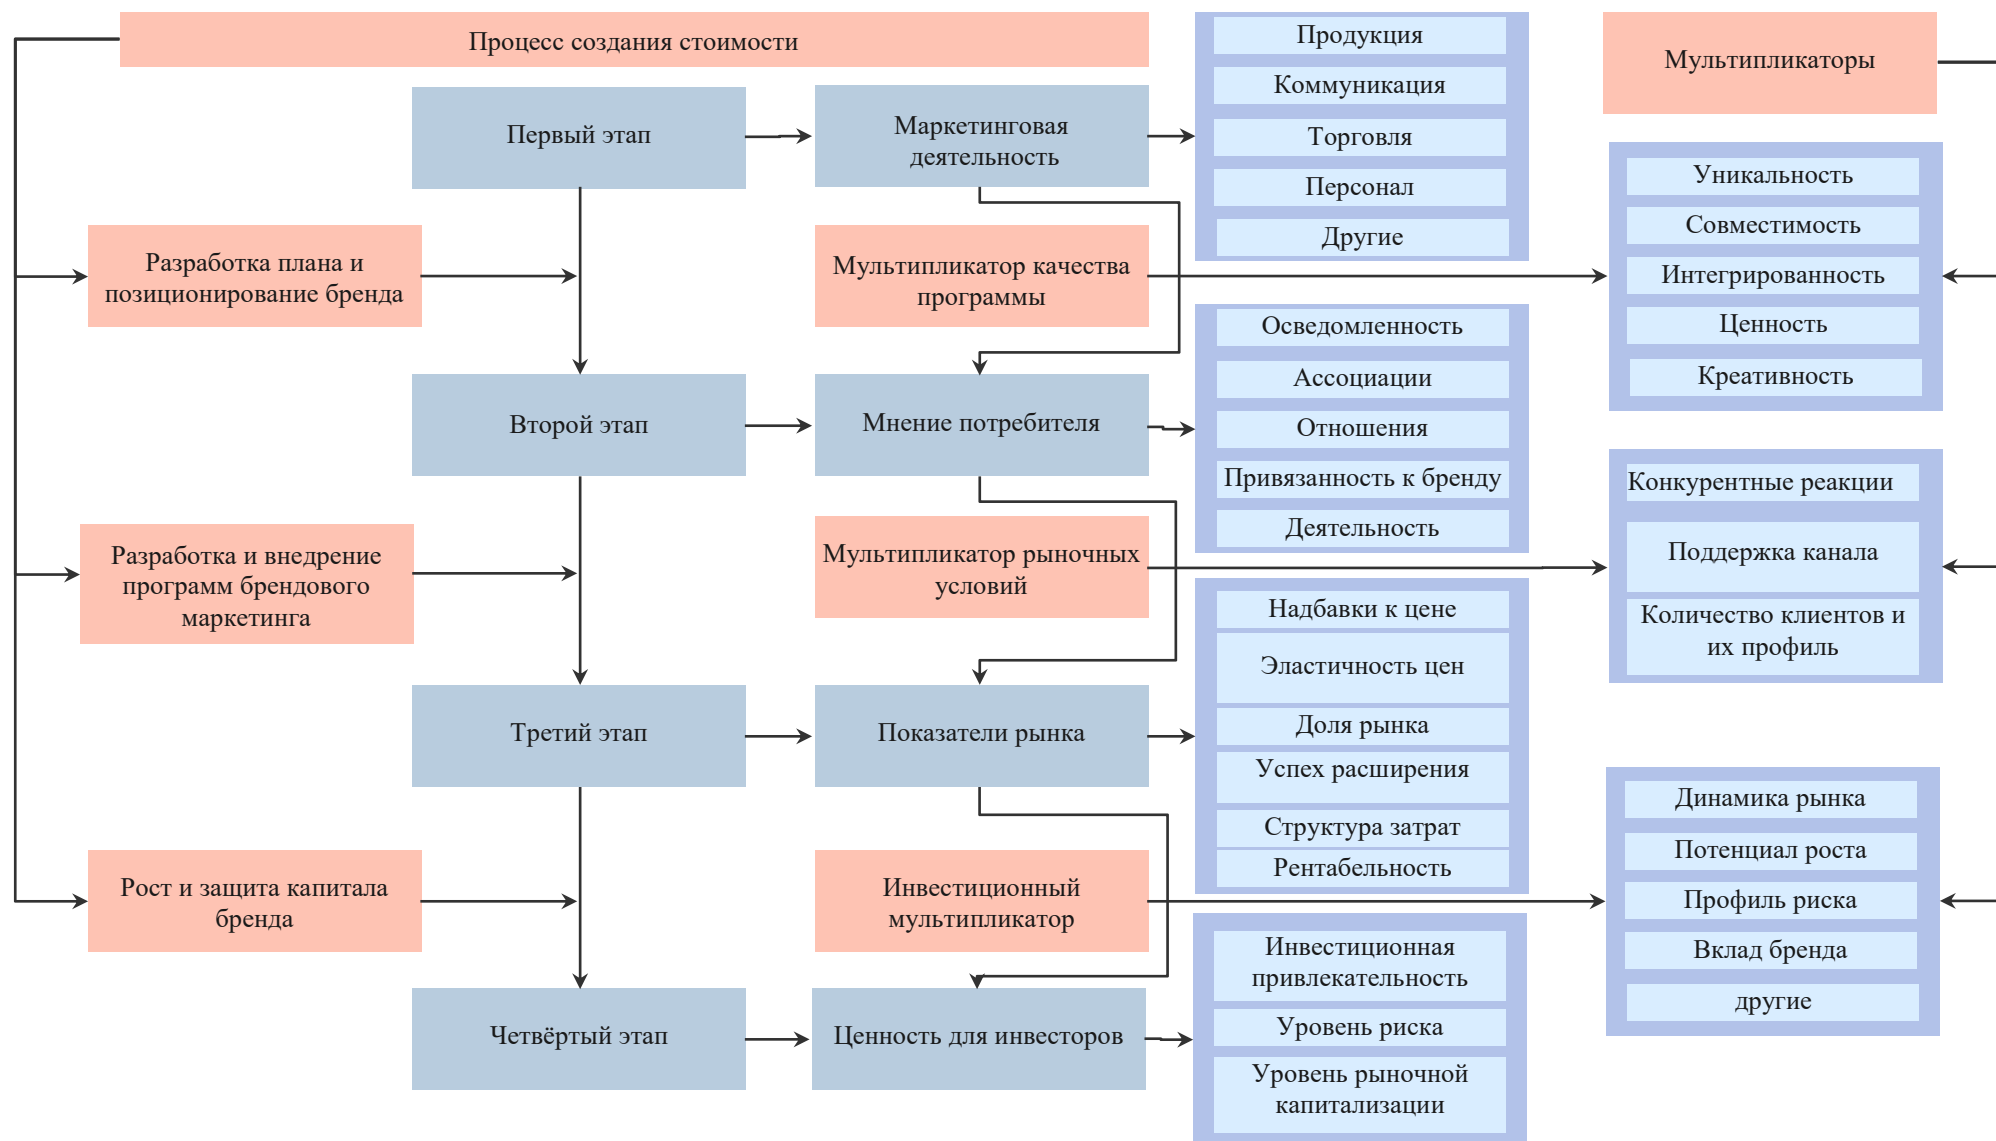 Процесс создания стоимости
Мультипликаторы
Первый этап
Маркетинговая
деятельность
Продукция
Коммуникация
Торговля
Персонал
Другие
Разработка плана и
позиционирование бренда
Мультипликатор качества
программы
Уникальность
Совместимость
Интегрированность
Ценность
Креативность
Второй этап
Мнение потребителя
Осведомленность
Ассоциации
Отношения
Привязанность к бренду
Деятельность
Разработка и внедрение
программ брендового
маркетинга
Мультипликатор рыночных
условий
Конкурентные реакции
Поддержка канала
Количество клиентов и
их профиль
Третий этап
Показатели рынка
Надбавки к цене
Эластичность цен
Доля рынка
Успех расширения
Структура затрат
Рентабельность
Рост и защита капитала
бренда
Инвестиционный
мультипликатор
Динамика рынка
Потенциал роста
Профиль риска
Вклад бренда
другие
Четвёртый этап
Ценность для инвесторов
Инвестиционная
привлекательность
Уровень риска
Уровень рыночной
капитализации